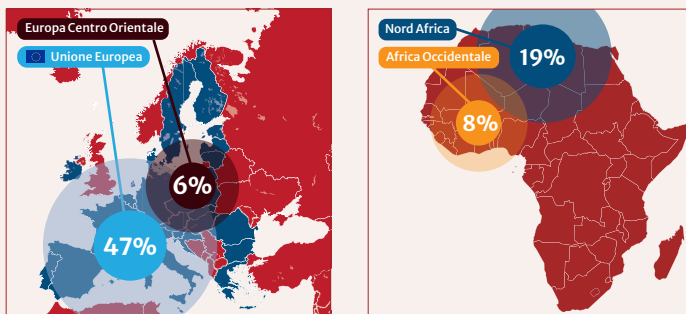 Europa Centro Orientale
Unione Europea
6%
47%
Nord Africa
19%
Africa Occidentale
8%